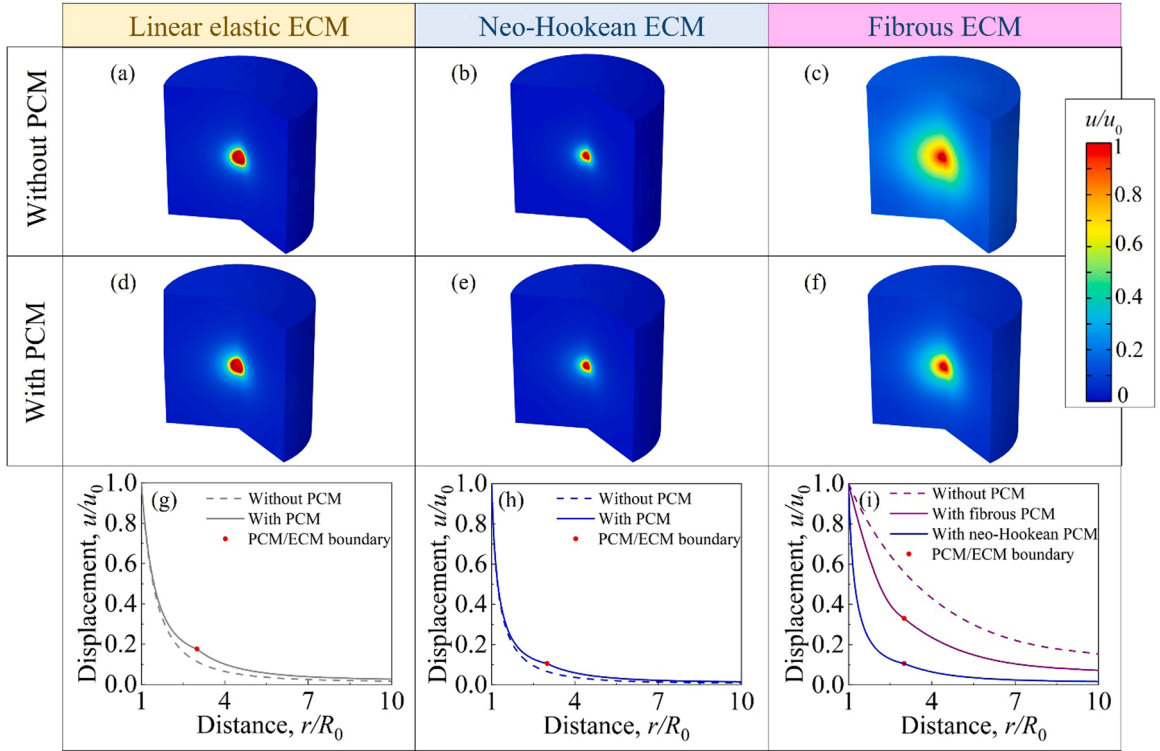 Linear elastic ECM
Neo-Hookean ECM
Fibrous ECM
Without PCM
(a)
(b)
(c)
u/u0
1
0.8
0.6
0.4
0.2
0
With PCM
(d)
(e)
(f)
(g)
Without PCM
With PCM
PCM/ECM boundary
Displacement, u/u0
1.0
0.8
0.6
0.4
0.2
0.0
1 4 7 10
Distance, r/R0
(h)
Without PCM
With PCM
PCM/ECM boundary
Displacement, u/u0
1.0
0.8
0.6
0.4
0.2
0.0
1 4 7 10
Distance, r/R0
(i)
Without PCM
With fibrous PCM
With neo-Hookean PCM
PCM/ECM boundary
Displacement, u/u0
1.0
0.8
0.6
0.4
0.2
0.0
1 4 7 10
Distance, r/R0